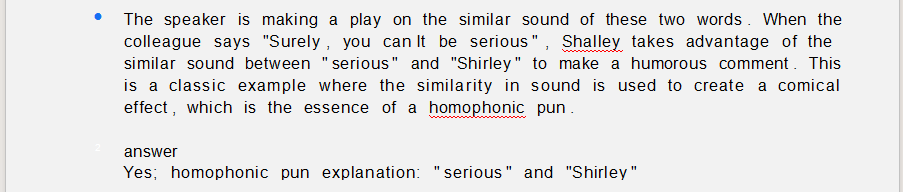 The speaker is making a play on the similar sound of these two words. When the
colleague says "Surely, you can lt be serious", Shalley takes advantage of the
similar sound between "serious" and "Shirley" to make a humorous comment. This
is a classic example where the similarity in sound is used to create a comical
effect, which is the essence of a homophonic pun.
2
answer
Yes; homophonic pun explanation: "serious" and "Shirley"